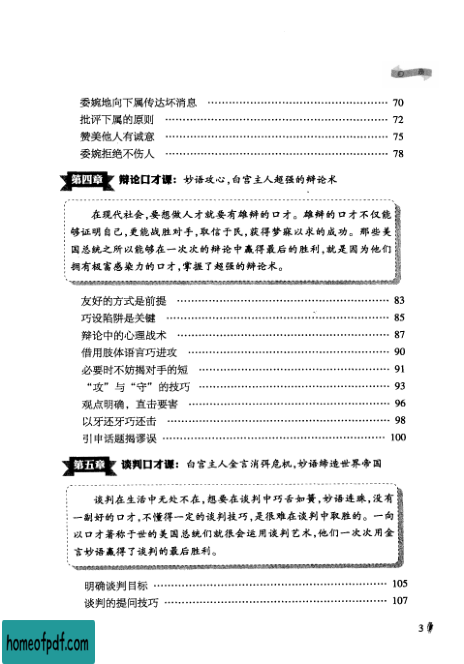 目 录
委婉地向下属传达坏消息 …………………………………… 70
批评下属的原则 …………………………………… 72
赞美他人有诚意 …………………………………… 75
委婉拒绝不伤人 …………………………………… 78
第四章 辩论口才课：妙语攻心,白宫主人超强的辩论术
在现代社会,要想做人才就要有雄辩的口才。雄辩的口才不仅能
够证明自己,更能战胜对手,取信于民,获得梦寐以求的成功。那些美
国总统之所以能够在一次次的辩论中赢得最后的胜利,就是因为他们
拥有极富感染力的口才,掌握了超强的辩论术。
友好的方式是前提 …………………………………… 83
巧设陷阱是关键 …………………………………… 85
辩论中的心理战术 …………………………………… 87
借用肢体语言巧进攻 …………………………………… 90
必要时不妨揭对手的短 …………………………………… 91
“攻”与“守”的技巧 …………………………………… 93
观点明确，直击要害 …………………………………… 96
以牙还牙巧还击 …………………………………… 98
引申话题揭谬误 …………………………………… 100
第五章 谈判口才课：白宫主人金言消弭危机,妙语缔造世界帝国
谈判在生活中无处不在,想要在谈判中巧舌如簧,妙语连珠,没有
一副好的口才,不懂得一定的谈判技巧,是很难在谈判中取胜的。一向
以口才著称于世的美国总统们就很会运用谈判艺术,他们一次次用金
言妙语赢得了谈判的最后胜利。
明确谈判目标 …………………………………… 105
谈判的提问技巧 …………………………………… 107
3
homeofpdf.com